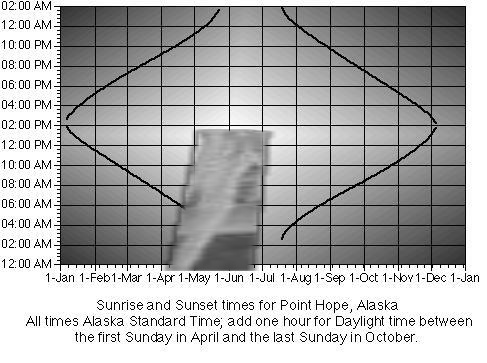 02:00 AM
12:00 AM
10:00 PM
08:00 PM
06:00 PM
04:00 PM
02:00 PM
12:00 PM
10:00 AM
08:00 AM
06:00 AM
04:00 AM
02:00 AM
12:00 AM
1-Jan 1-Feb 1-Mar 1-Apr 1-May 1-Jun 1-Jul 1-Aug 1-Sep 1-Oct 1-Nov 1-Dec 1-Jan
Sunrise and Sunset times for Point Hope, Alaska
All times Alaska Standard Time; add one hour for Daylight time between
the first Sunday in April and the last Sunday in October.